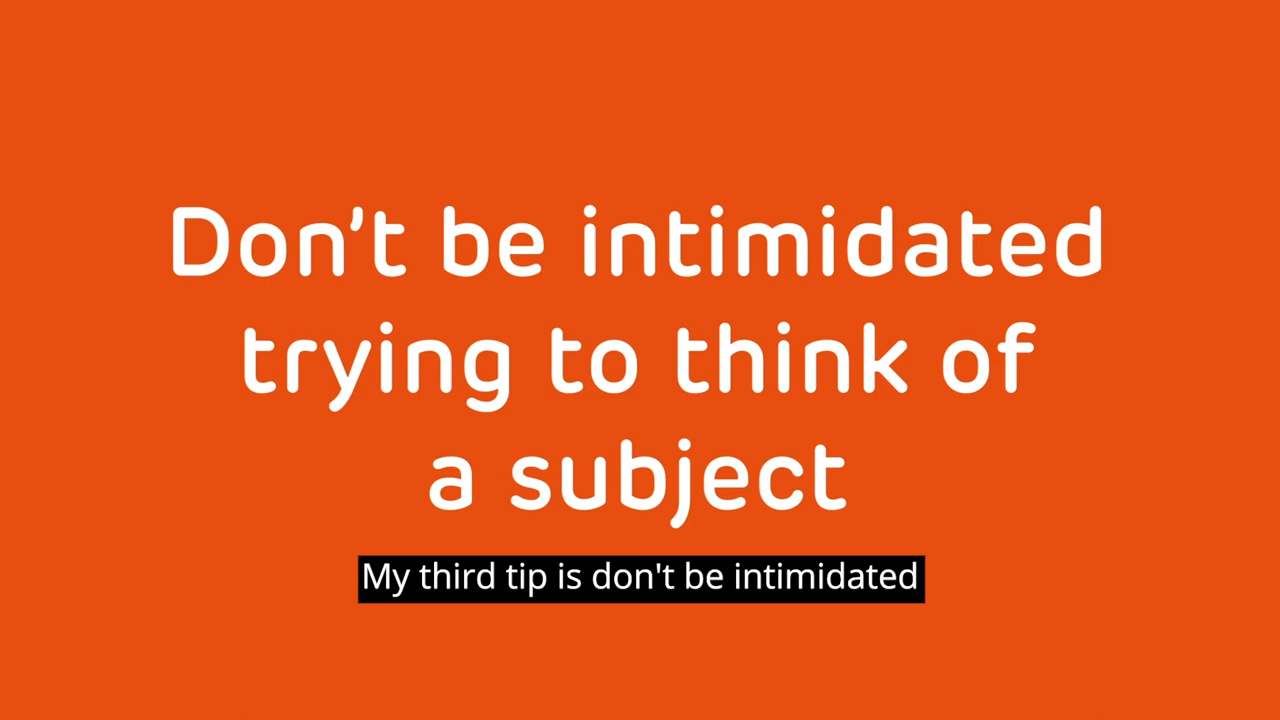 Don’t be intimidated
trying to think of
a subject
My third tip is don't be intimidated